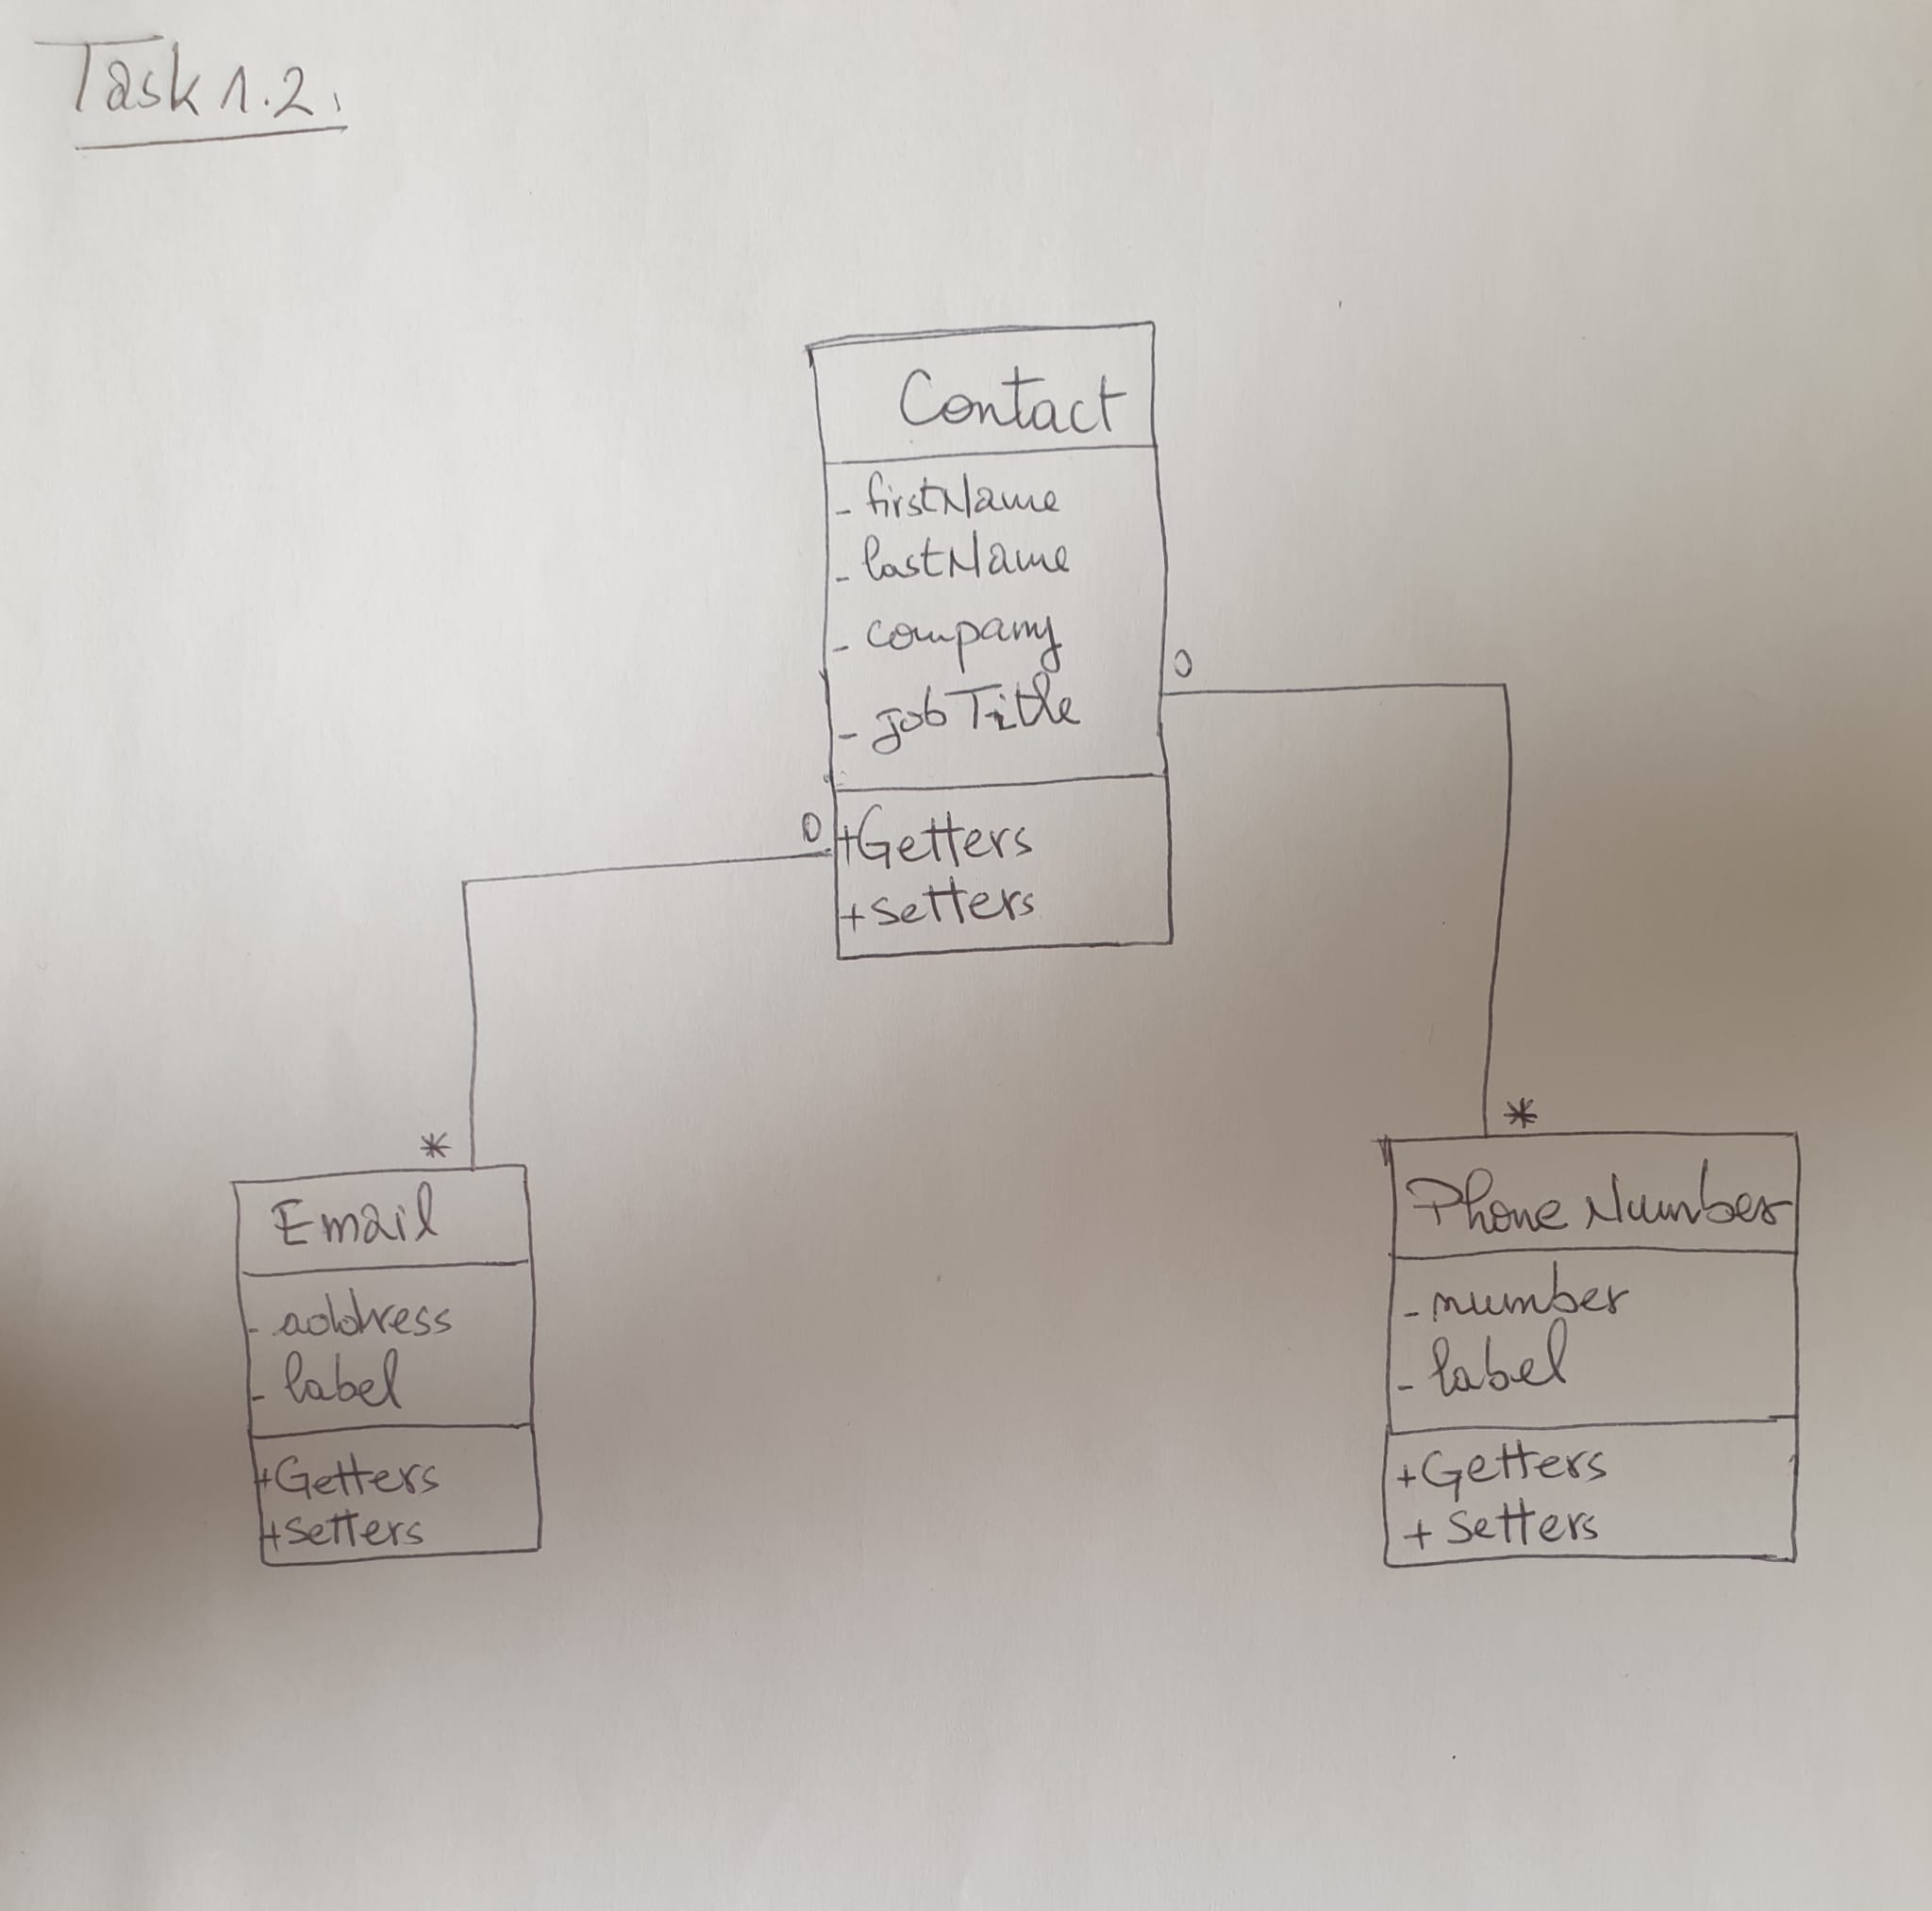 Task 1.2.
Contact
- firstName
- lastName
- company
- jobTitle
0
0
+Getters
+setters
*
*
Email
- address
- label
+Getters
+setters
Phone Number
- number
- label
+Getters
+ setters